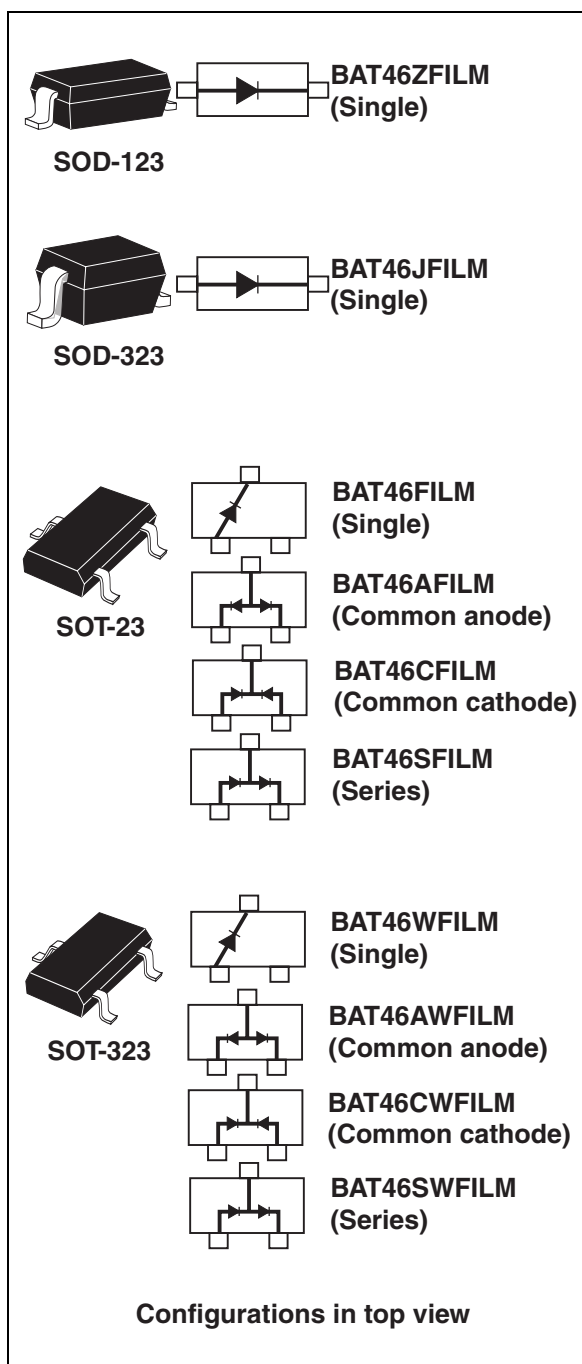 BAT46ZFILM
(Single)
SOD-123
BAT46JFILM
(Single)
SOD-323
BAT46FILM
(Single)
BAT46AFILM
(Common anode)
SOT-23
BAT46CFILM
(Common cathode)
BAT46SFILM
(Series)
BAT46WFILM
(Single)
BAT46AWFILM
(Common anode)
SOT-323
BAT46CWFILM
(Common cathode)
BAT46SWFILM
(Series)
Configurations in top view